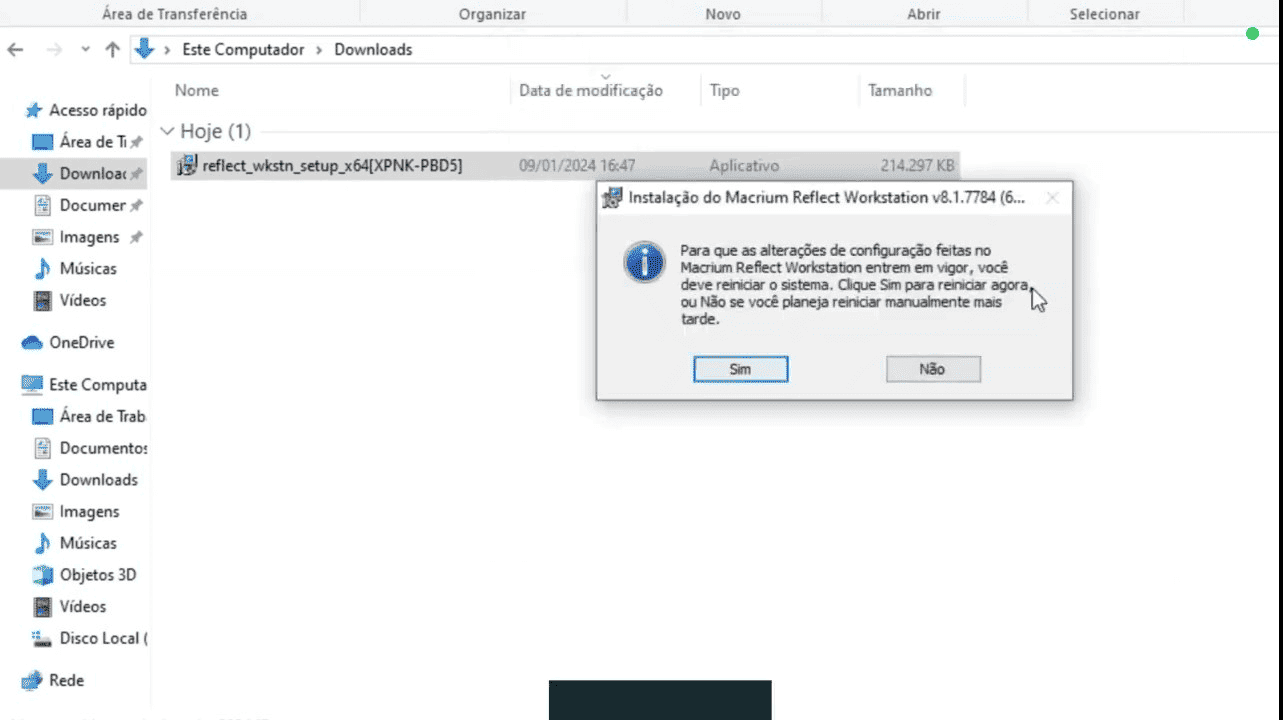 Área de Transferência
Organizar
Novo
Abrir
Selecionar
Este Computador
Downloads
Nome
Data de modificação
Tipo
Tamanho
Acesso rápido
Hoje (1)
Área de Ti
reflect_wkstn_setup_x64[XPNK-PBD5]
09/01/2024 16:47
Aplicativo
214.297 KB
Downloac
Documer
Imagens
Músicas
Vídeos
OneDrive
Este Computa
Área de Trab
Documentos
Downloads
Imagens
Músicas
Objetos 3D
Vídeos
Disco Local (
Rede
Instalação do Macrium Reflect Workstation v8.1.7784 (6...
Para que as alterações de configuração feitas no
Macrium Reflect Workstation entrem em vigor, você
deve reiniciar o sistema. Clique Sim para reiniciar agora,
ou Não se você planeja reiniciar manualmente mais
tarde.
Sim
Não